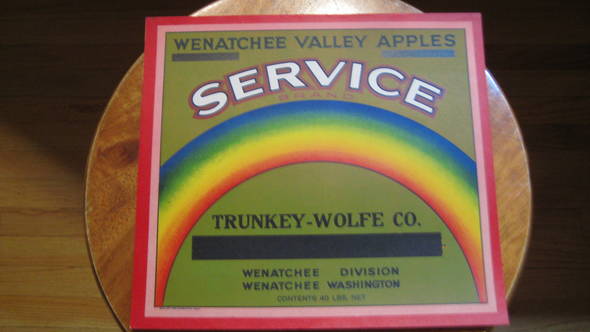 WENATCHEE VALLEY APPLES
SERVICE
BRAND
TRUNKEY-WOLFE CO.
WENATCHEE DIVISION
WENATCHEE WASHINGTON
CONTENTS 40 LBS. NET